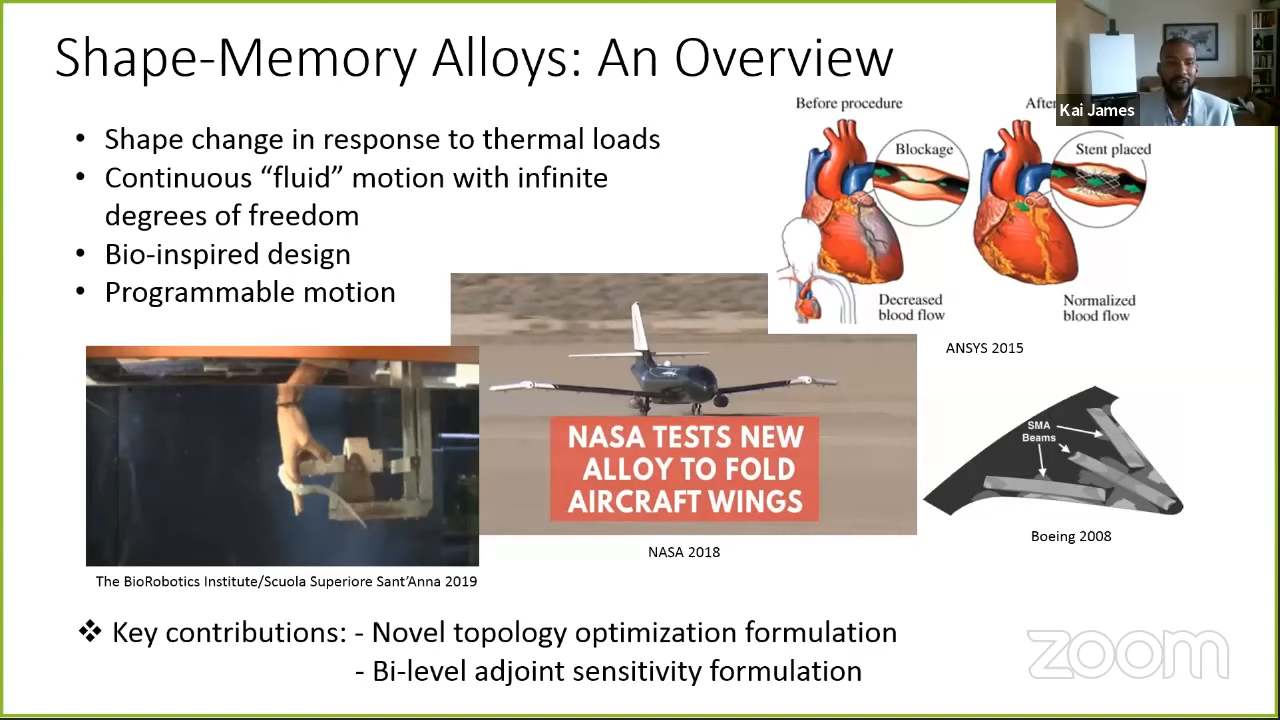 Shape-Memory Alloys: An Overview
Kai James
• Shape change in response to thermal loads
• Continuous “fluid” motion with infinite
degrees of freedom
• Bio-inspired design
• Programmable motion
Before procedure
After
Blockage
Stent placed
Decreased
blood flow
Normalized
blood flow
ANSYS 2015
NASA TESTS NEW
ALLOY TO FOLD
AIRCRAFT WINGS
NASA 2018
SMA
Beams
Boeing 2008
The BioRobotics Institute/Scuola Superiore Sant’Anna 2019
❖ Key contributions: - Novel topology optimization formulation
- Bi-level adjoint sensitivity formulation
zoom